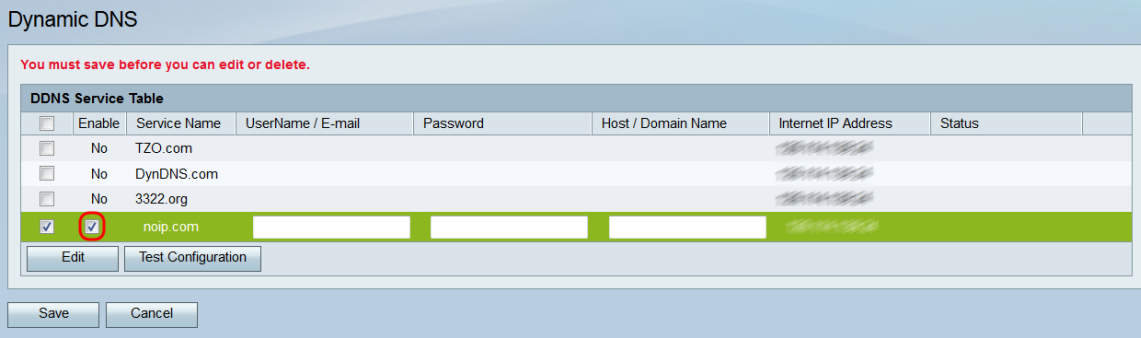 Dynamic DNS
You must save before you can edit or delete.
DDNS Service Table
Enable Service Name UserName / E-mail Password Host / Domain Name Internet IP Address Status
No TZO.com
No DynDNS.com
No 3322.org
noip.com
Edit Test Configuration
Save Cancel